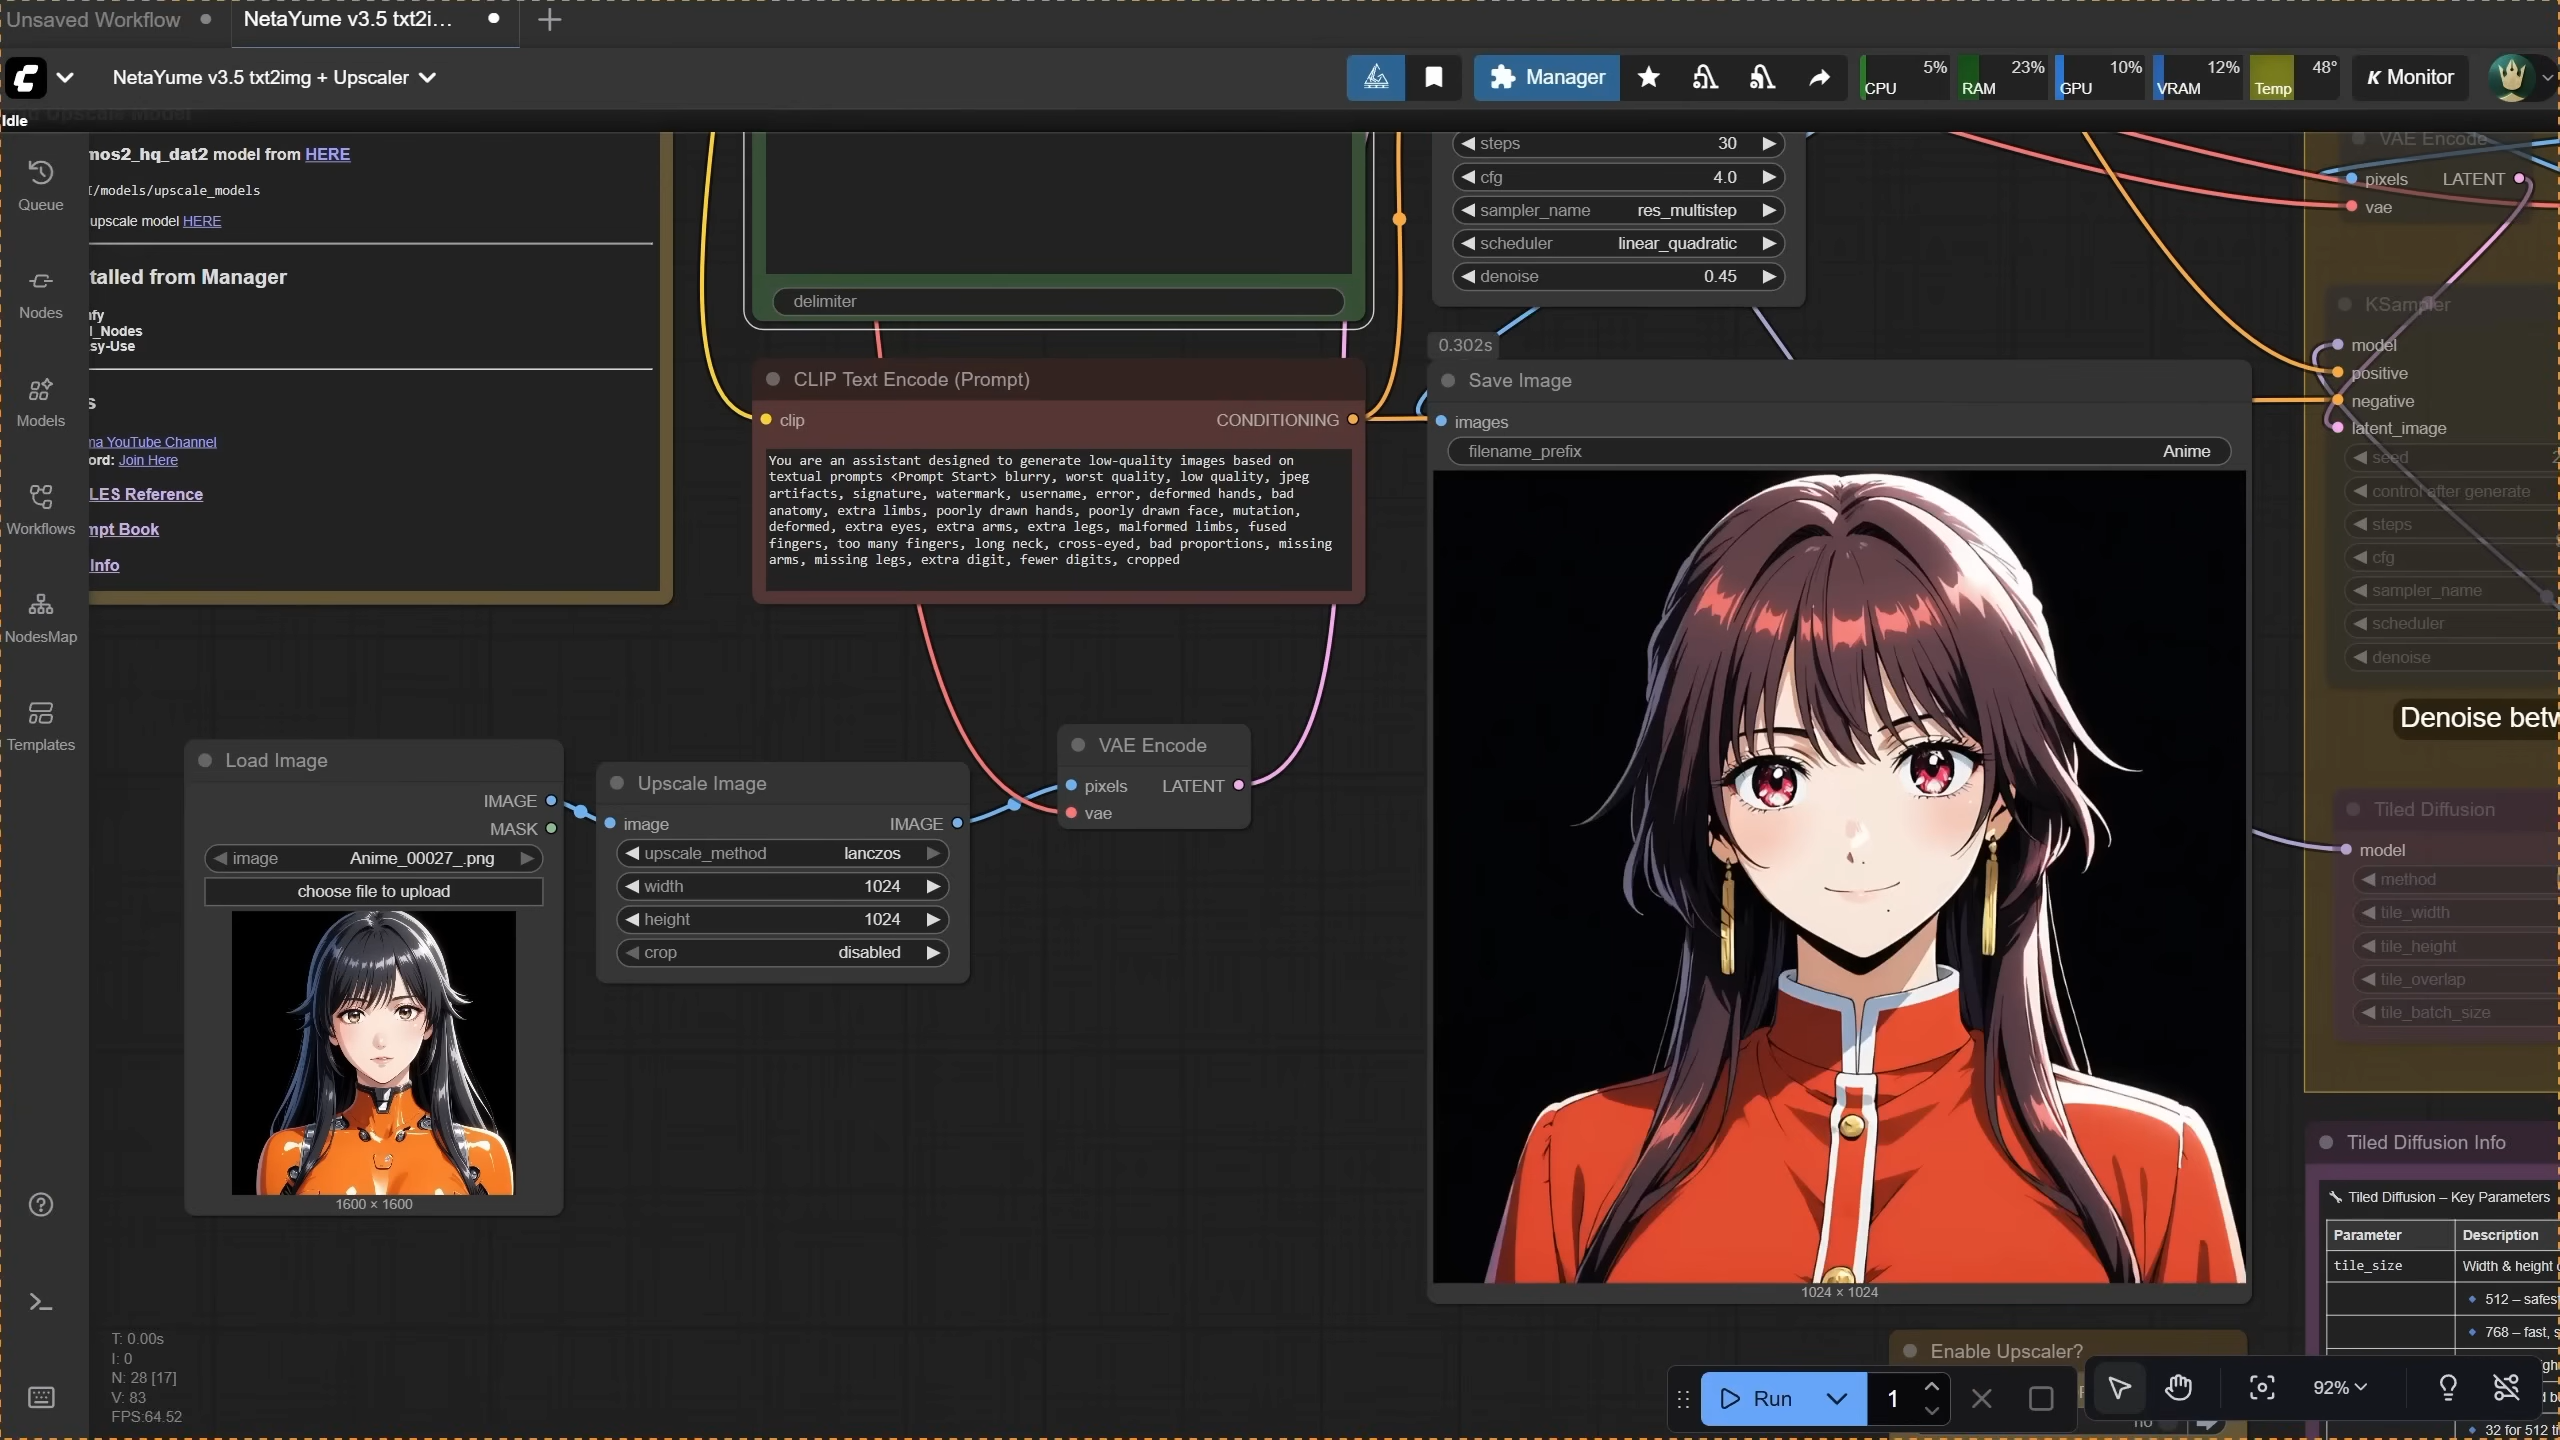 Unsaved Workflow
NetaYume v3.5 txt2i...
NetaYume v3.5 txt2img + Upscaler
Manager
5%
CPU
23%
RAM
10%
GPU
12%
VRAM
48°
Temp
K Monitor
Idle
Queue
Nodes
Models
Workflows
NodesMap
Templates
mos2_hq_dat2 model from HERE
I/models/upscale_models
upscale model HERE
talled from Manager
nfy
l_Nodes
sy-Use
s
ma YouTube Channel
ord: Join Here
LES Reference
mpt Book
Info
delimiter
CLIP Text Encode (Prompt)
clip
CONDITIONING
You are an assistant designed to generate low-quality images based on
textual prompts <Prompt Start> blurry, worst quality, low quality, jpeg
artifacts, signature, watermark, username, error, deformed hands, bad
anatomy, extra limbs, poorly drawn hands, poorly drawn face, mutation,
deformed, extra eyes, extra arms, extra legs, malformed limbs, fused
fingers, too many fingers, long neck, cross-eyed, bad proportions, missing
arms, missing legs, extra digit, fewer digits, cropped
Load Image
IMAGE
MASK
image Anime_00027_.png
choose file to upload
1600 × 1600
Upscale Image
image IMAGE
upscale_method lanczos
width 1024
height 1024
crop disabled
VAE Encode
pixels LATENT
vae
steps 30
cfg 4.0
sampler_name res_multistep
scheduler linear_quadratic
denoise 0.45
0.302s
Save Image
images
filename_prefix Anime
1024 × 1024
VAE Encode
pixels LATENT
vae
KSampler
model
positive
negative
latent_image
seed 2
control after generate
steps
cfg
sampler_name
scheduler
denoise
Denoise betw
Tiled Diffusion
model
method
tile_width
tile_height
tile_overlap
tile_batch_size
Tiled Diffusion Info
Tiled Diffusion – Key Parameters
Parameter Description
tile_size Width & height
512 – safes
768 – fast, s
32 for 512 ti
Enable Upscaler?
no
Run
1
92%
T: 0.00s
I: 0
N: 28 [17]
V: 83
FPS:64.52